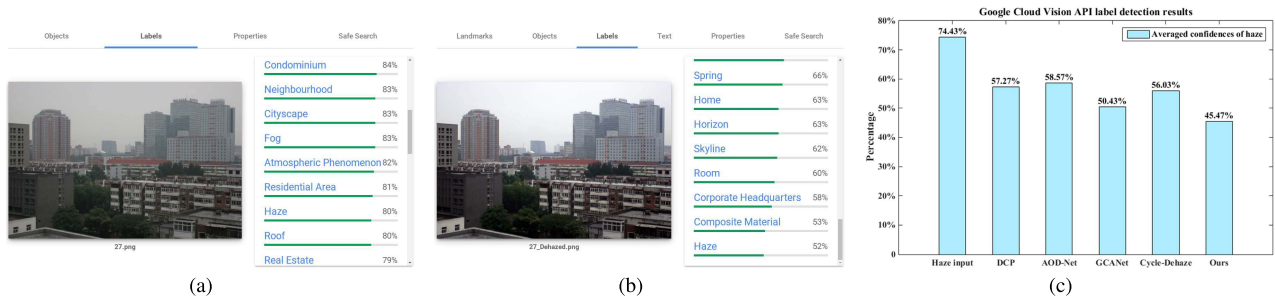 Objects Labels Properties Safe Search
Condominium 84%
Neighbourhood 83%
Cityscape 83%
Fog 83%
Atmospheric Phenomenon 82%
Residential Area 81%
Haze 80%
Roof 80%
Real Estate 79%
27.png
(a)
Landmarks Objects Labels Text Properties Safe Search
Spring 66%
Home 63%
Horizon 63%
Skyline 62%
Room 60%
Corporate Headquarters 58%
Composite Material 53%
Haze 52%
27_Dehazed.png
(b)
Google Cloud Vision API label detection results
Averaged confidences of haze
Percentage
80%
70%
60%
50%
40%
30%
20%
10%
0
74.43%
57.27%
58.57%
50.43%
56.03%
45.47%
Haze input DCP AOD-Net GCANet Cycle-Dehaze Ours
(c)